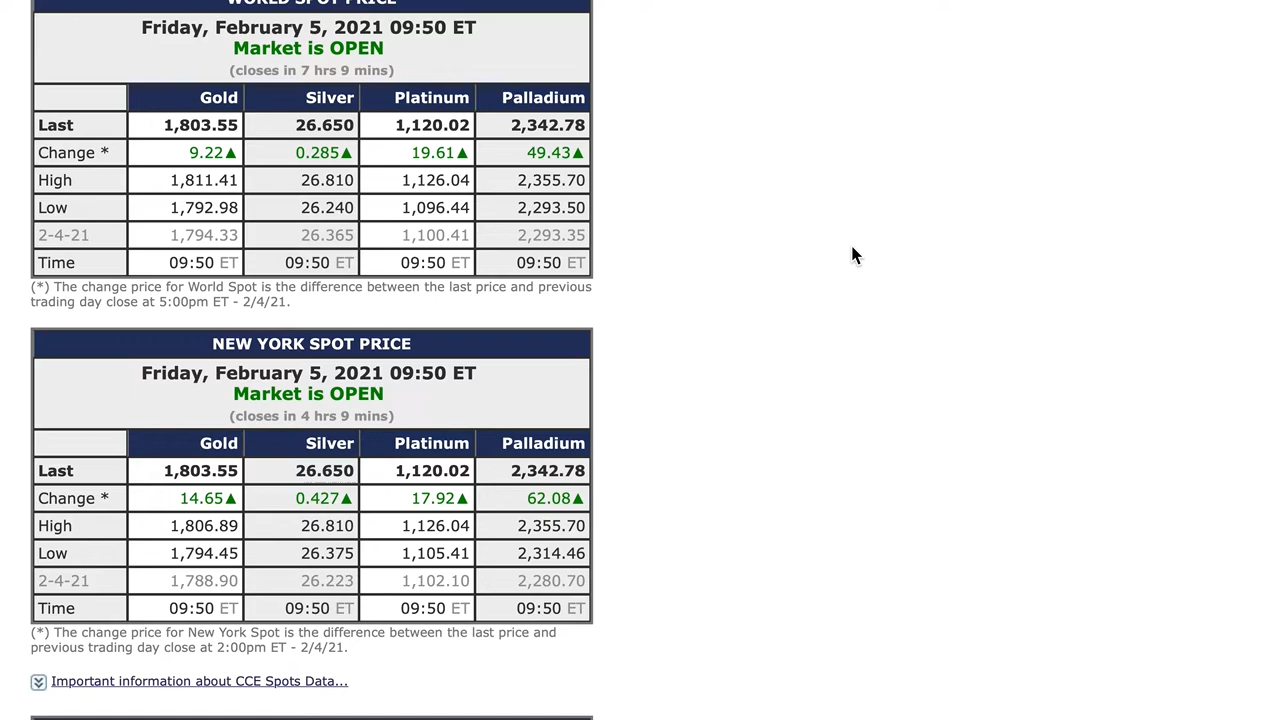 WORLD SPOT PRICE
Friday, February 5, 2021 09:50 ET
Market is OPEN
(closes in 7 hrs 9 mins)
Gold Silver Platinum Palladium
Last 1,803.55 26.650 1,120.02 2,342.78
Change * 9.22▲ 0.285▲ 19.61▲ 49.43▲
High 1,811.41 26.810 1,126.04 2,355.70
Low 1,792.98 26.240 1,096.44 2,293.50
2-4-21 1,794.33 26.365 1,100.41 2,293.35
Time 09:50 ET 09:50 ET 09:50 ET 09:50 ET
(*) The change price for World Spot is the difference between the last price and previous
trading day close at 5:00pm ET - 2/4/21.
NEW YORK SPOT PRICE
Friday, February 5, 2021 09:50 ET
Market is OPEN
(closes in 4 hrs 9 mins)
Gold Silver Platinum Palladium
Last 1,803.55 26.650 1,120.02 2,342.78
Change * 14.65▲ 0.427▲ 17.92▲ 62.08▲
High 1,806.89 26.810 1,126.04 2,355.70
Low 1,794.45 26.375 1,105.41 2,314.46
2-4-21 1,788.90 26.223 1,102.10 2,280.70
Time 09:50 ET 09:50 ET 09:50 ET 09:50 ET
(*) The change price for New York Spot is the difference between the last price and
previous trading day close at 2:00pm ET - 2/4/21.
Important information about CCE Spots Data...